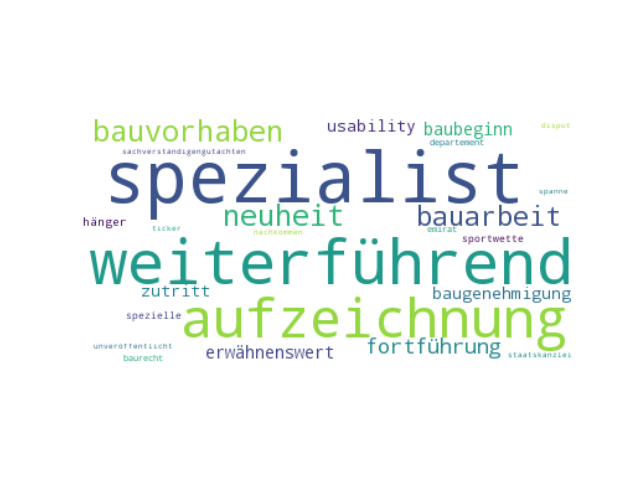 bauvorhaben usability baubeginn disput
sachverständigengutachten departement
spezialist spanne
hänger neuheit bauarbeit
ticker nachkommen emirat sportwette
weiterführend
zutritt baugenehmigung
spezielle aufzeichnung
unveröffentlicht erwähnenswert fortführung
baurecht staatskanzlei